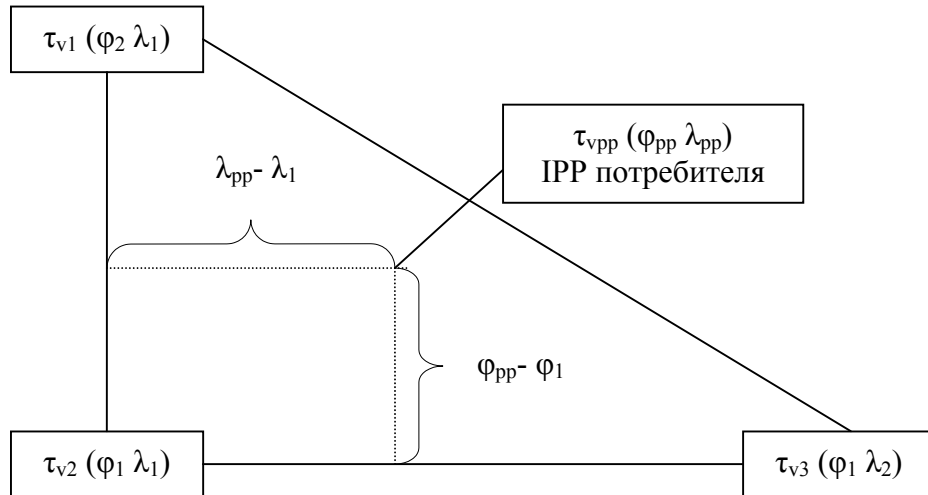 τv1 (φ2 λ1)
τvpp (φpp λpp)
IPP потребителя
λpp- λ1
φpp- φ1
τv2 (φ1 λ1)
τv3 (φ1 λ2)